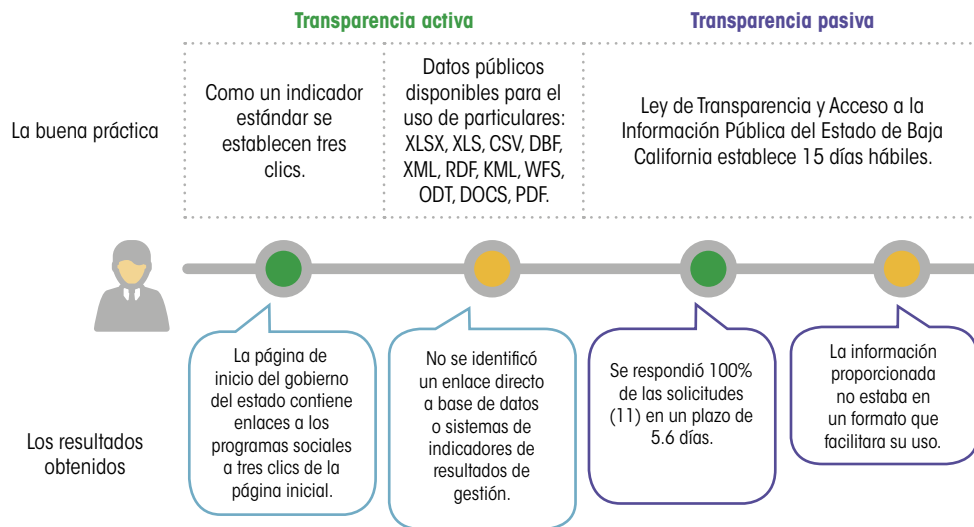 Transparencia activa
Transparencia pasiva
La buena práctica
Como un indicador
estándar se
establecen tres
clics.
Datos públicos
disponibles para el
uso de particulares:
XLSX, XLS, CSV, DBF,
XML, RDF, KML, WFS,
ODT, DOCS, PDF.
Ley de Transparencia y Acceso a la
Información Pública del Estado de Baja
California establece 15 días hábiles.
Los resultados
obtenidos
La página de
inicio del gobierno
del estado contiene
enlaces a los
programas sociales
a tres clics de la
página inicial.
No se identificó
un enlace directo
a base de datos
o sistemas de
indicadores de
resultados de
gestión.
Se respondió 100%
de las solicitudes
(11) en un plazo de
5.6 días.
La información
proporcionada
no estaba en
un formato que
facilitara su uso.